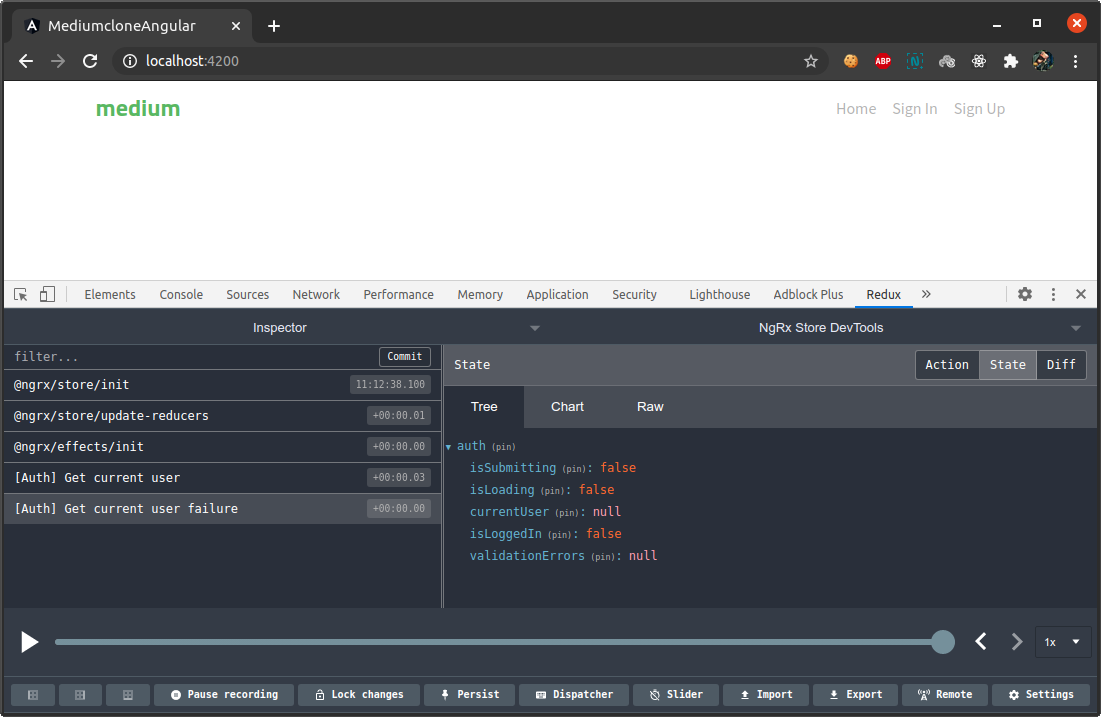 MediumcloneAngular
localhost:4200
ABP
N
medium
Home Sign In Sign Up
Elements Console Sources Network Performance Memory Application Security Lighthouse Adblock Plus Redux »
Inspector NgRx Store DevTools
filter... Commit
State Action State Diff
@ngrx/store/init 11:12:38.100
@ngrx/store/update-reducers +00:00.01
@ngrx/effects/init +00:00.00
[Auth] Get current user +00:00.03
[Auth] Get current user failure +00:00.00
Tree Chart Raw
auth (pin)
isSubmitting (pin): false
isLoading (pin): false
currentUser (pin): null
isLoggedIn (pin): false
validationErrors (pin): null
1x
Pause recording Lock changes Persist Dispatcher Slider Import Export Remote Settings